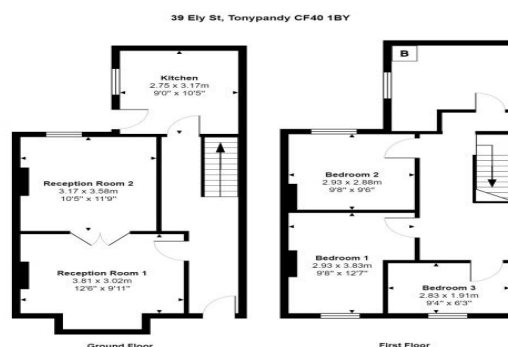 39 Ely St, Tonypandy CF40 1BY
Kitchen
2.75 x 3.17m
9'0" x 10'5"
Reception Room 2
3.17 x 3.58m
10'5" x 11'9"
Reception Room 1
3.81 x 3.02m
12'6" x 9'11"
Ground Floor
B
Bedroom 2
2.93 x 2.88m
9'8" x 9'6"
Bedroom 1
2.93 x 3.83m
9'8" x 12'7"
Bedroom 3
2.83 x 1.91m
9'4" x 6'3"
First Floor